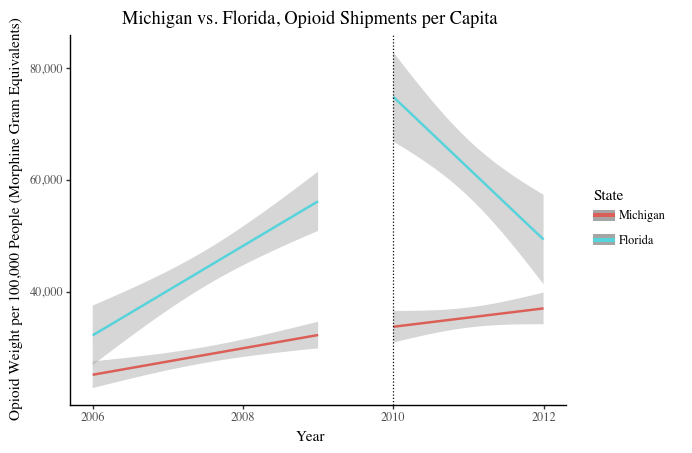 Michigan vs. Florida, Opioid Shipments per Capita
Opioid Weight per 100,000 People (Morphine Gram Equivalents)
80,000
60,000
40,000
2006
2008
2010
2012
Year
State
Michigan
Florida